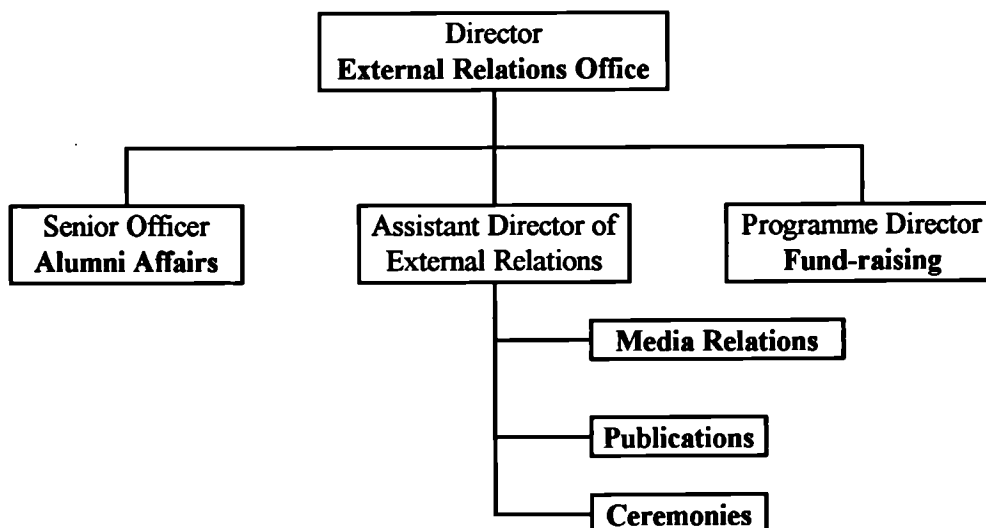 Director
External Relations Office
Senior Officer
Alumni Affairs
Assistant Director of
External Relations
Programme Director
Fund-raising
Media Relations
Publications
Ceremonies